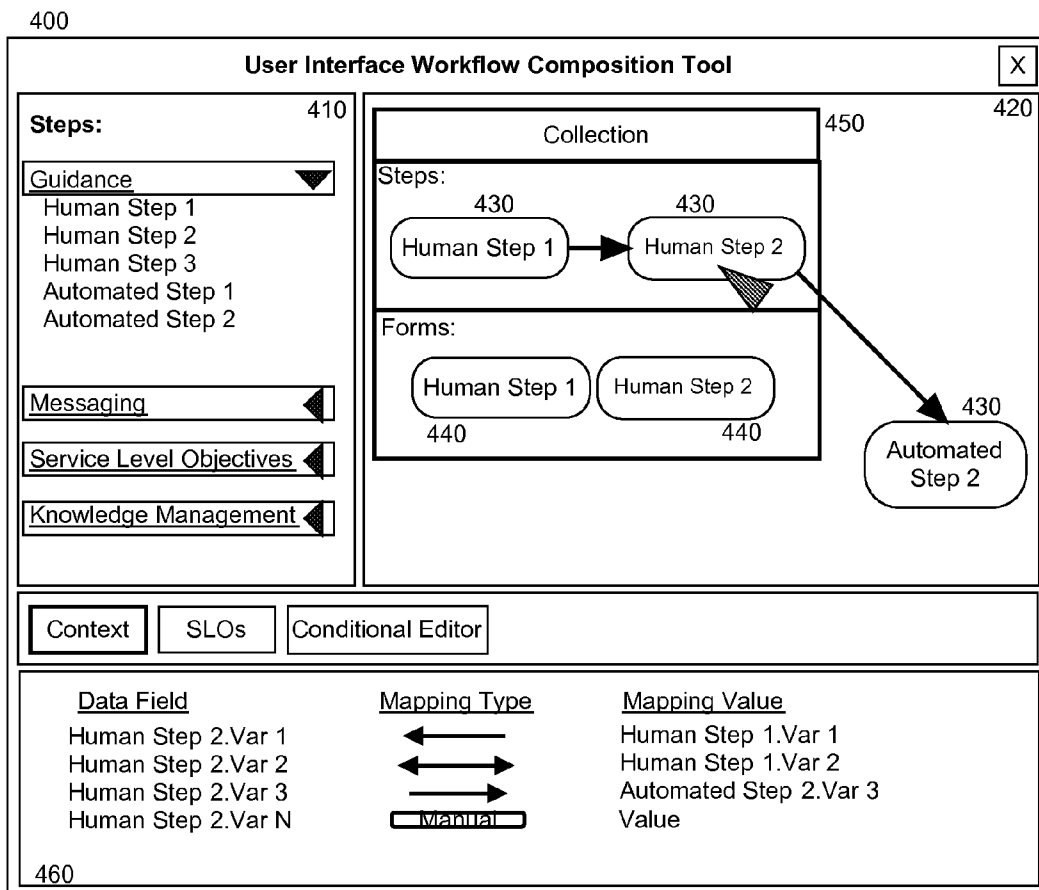 400
User Interface Workflow Composition Tool
X
Steps:
410
Guidance
Human Step 1
Human Step 2
Human Step 3
Automated Step 1
Automated Step 2
Messaging
Service Level Objectives
Knowledge Management
420
Collection
450
Steps:
430
430
Human Step 1
Human Step 2
Forms:
Human Step 1
Human Step 2
440
440
430
Automated
Step 2
Context
SLOs
Conditional Editor
Data Field
Mapping Type
Mapping Value
Human Step 2.Var 1
Human Step 1.Var 1
Human Step 2.Var 2
Human Step 1.Var 2
Human Step 2.Var 3
Automated Step 2.Var 3
Human Step 2.Var N
Manual
Value
460